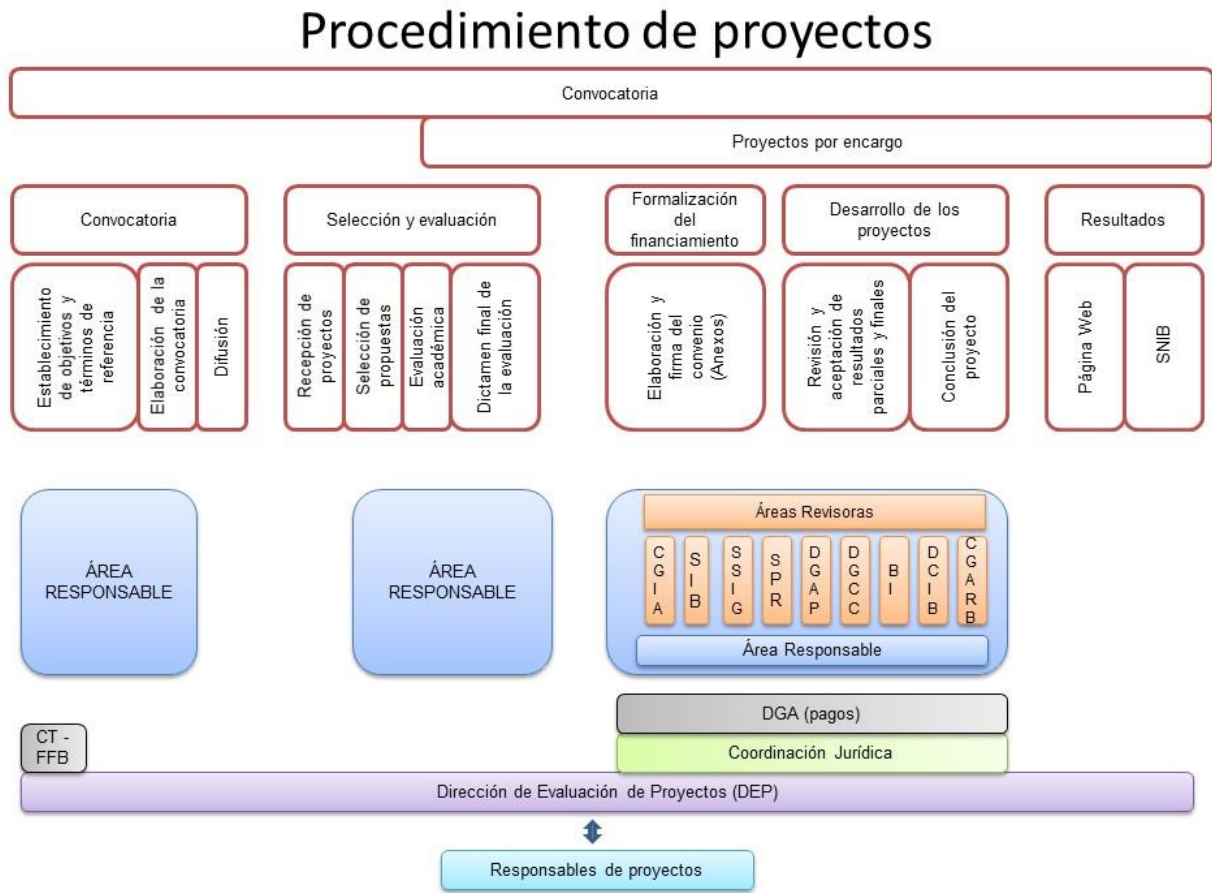 Procedimiento de proyectos
Convocatoria
Proyectos por encargo
Convocatoria
Selección y evaluación
Formalización
del
financiamiento
Desarrollo de los
proyectos
Resultados
Establecimiento
de objetivos y
términos de
referencia
Elaboración de la
convocatoria
Difusión
Recepción de
proyectos
Selección de
propuestas
Evaluación
académica
Dictamen final de
la evaluación
Elaboración y
firma del
convenio
(Anexos)
Revisión y
aceptación de
resultados
parciales y finales
Conclusión del
proyecto
Página Web
SNIB
ÁREA
RESPONSABLE
ÁREA
RESPONSABLE
Áreas Revisoras
CGIA
SIB
SSIG
SPR
DGAP
DGCC
BI
DCIB
CGARB
Área Responsable
DGA (pagos)
CT -
FFB
Coordinación Jurídica
Dirección de Evaluación de Proyectos (DEP)
Responsables de proyectos